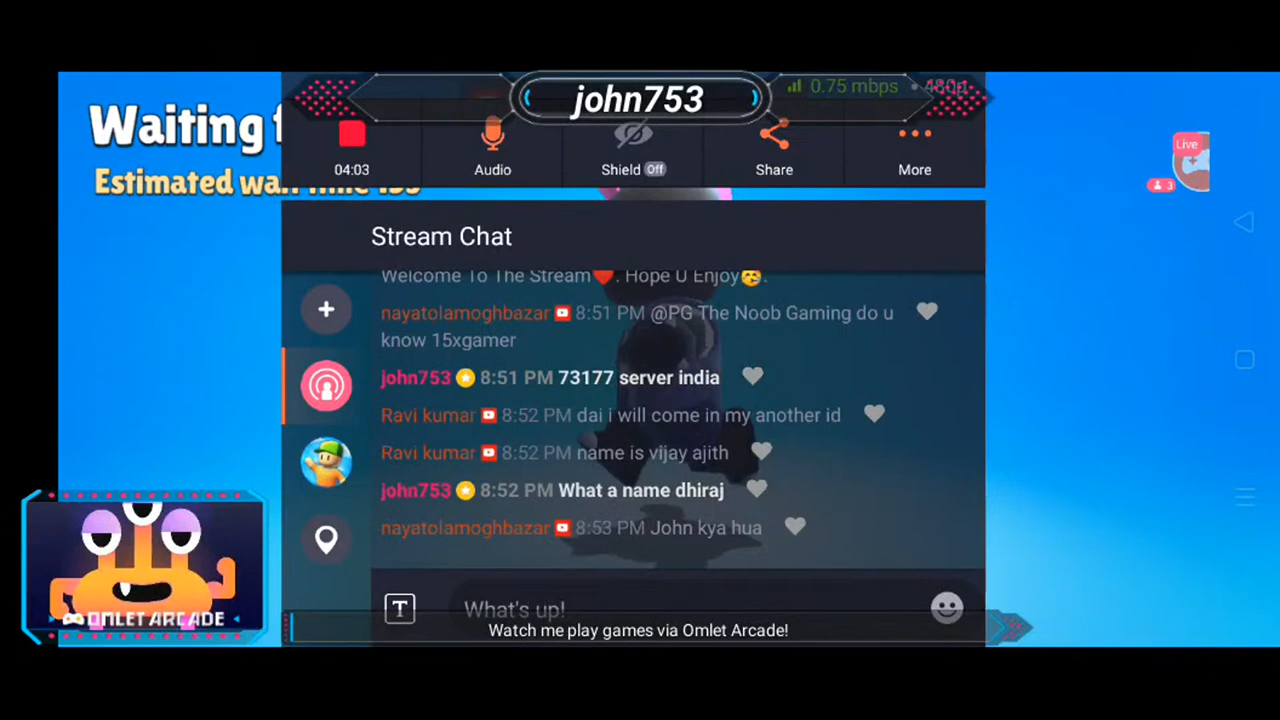 john753
0.75 mbps • 480p
Waiting f
Estimated wa
04:03
Audio
Shield Off
Share
More
Live
3
Stream Chat
Welcome To The Stream❤️. Hope U Enjoy🥳.
nayatolamoghbazar 8:51 PM @PG The Noob Gaming do u
know 15xgamer
john753 8:51 PM 73177 server india
Ravi kumar 8:52 PM dai i will come in my another id
Ravi kumar 8:52 PM name is vijay ajith
john753 8:52 PM What a name dhiraj
nayatolamoghbazar 8:53 PM John kya hua
T
What's up!
OMLET ARCADE
Watch me play games via Omlet Arcade!